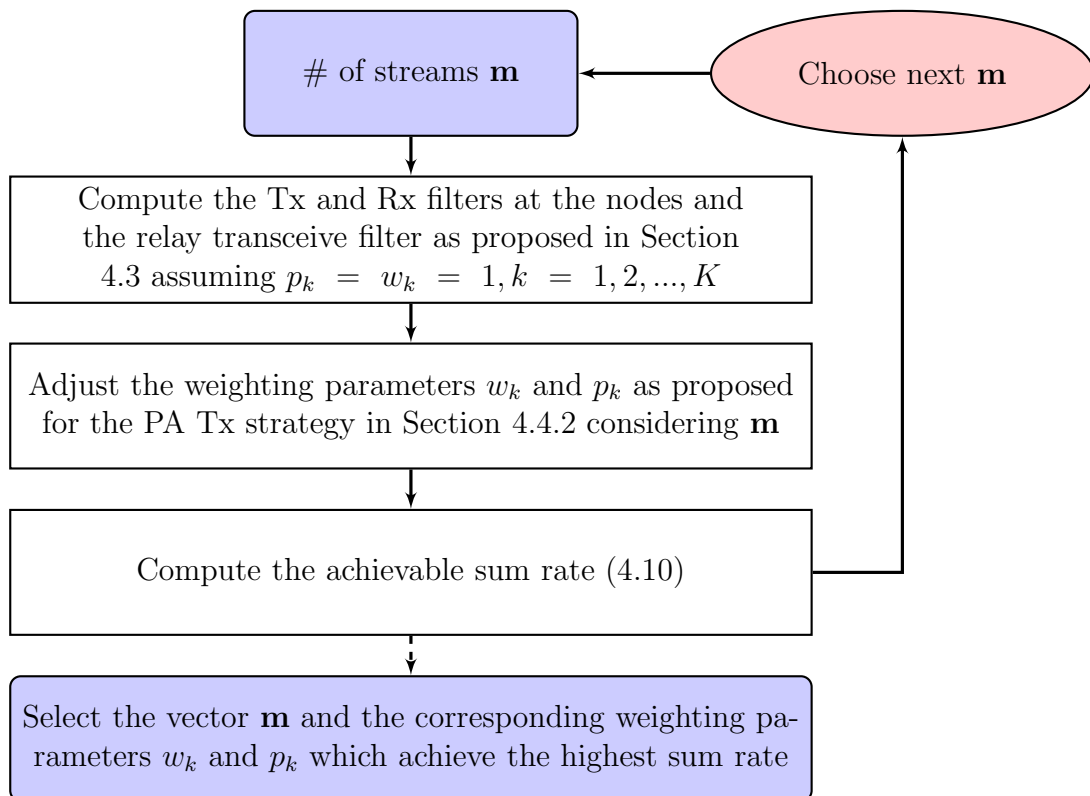 # of streams m
Choose next m
Compute the Tx and Rx filters at the nodes and
the relay transceive filter as proposed in Section
4.3 assuming p_k = w_k = 1, k = 1, 2, ..., K
Adjust the weighting parameters w_k and p_k as proposed
for the PA Tx strategy in Section 4.4.2 considering m
Compute the achievable sum rate (4.10)
Select the vector m and the corresponding weighting pa-
rameters w_k and p_k which achieve the highest sum rate